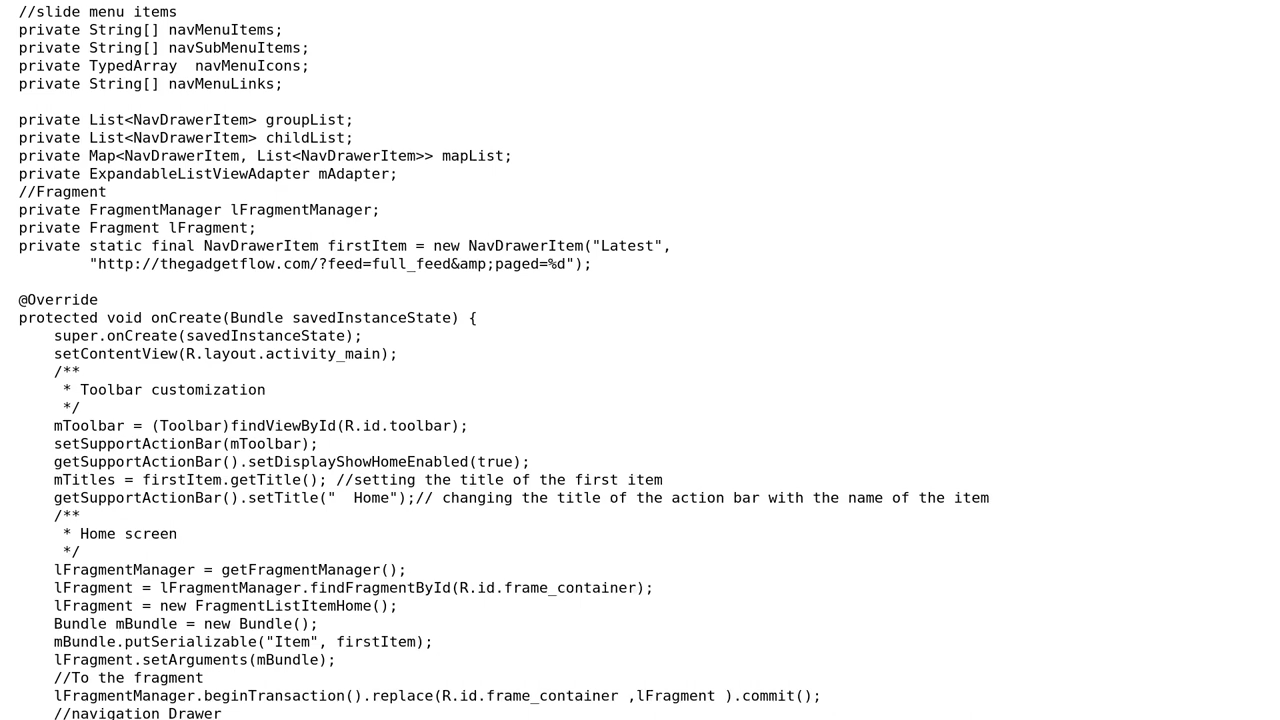 //slide menu items
private String[] navMenuItems;
private String[] navSubMenuItems;
private TypedArray  navMenuIcons;
private String[] navMenuLinks;

private List<NavDrawerItem> groupList;
private List<NavDrawerItem> childList;
private Map<NavDrawerItem, List<NavDrawerItem>> mapList;
private ExpandableListViewAdapter mAdapter;
//Fragment
private FragmentManager lFragmentManager;
private Fragment lFragment;
private static final NavDrawerItem firstItem = new NavDrawerItem("Latest",
        "http://thegadgetflow.com/?feed=full_feed&amp;paged=%d");

@Override
protected void onCreate(Bundle savedInstanceState) {
    super.onCreate(savedInstanceState);
    setContentView(R.layout.activity_main);
    /**
     * Toolbar customization
     */
    mToolbar = (Toolbar)findViewById(R.id.toolbar);
    setSupportActionBar(mToolbar);
    getSupportActionBar().setDisplayShowHomeEnabled(true);
    mTitles = firstItem.getTitle(); //setting the title of the first item
    getSupportActionBar().setTitle("  Home");// changing the title of the action bar with the name of the item
    /**
     * Home screen
     */
    lFragmentManager = getFragmentManager();
    lFragment = lFragmentManager.findFragmentById(R.id.frame_container);
    lFragment = new FragmentListItemHome();
    Bundle mBundle = new Bundle();
    mBundle.putSerializable("Item", firstItem);
    lFragment.setArguments(mBundle);
    //To the fragment
    lFragmentManager.beginTransaction().replace(R.id.frame_container ,lFragment ).commit();
    //navigation Drawer